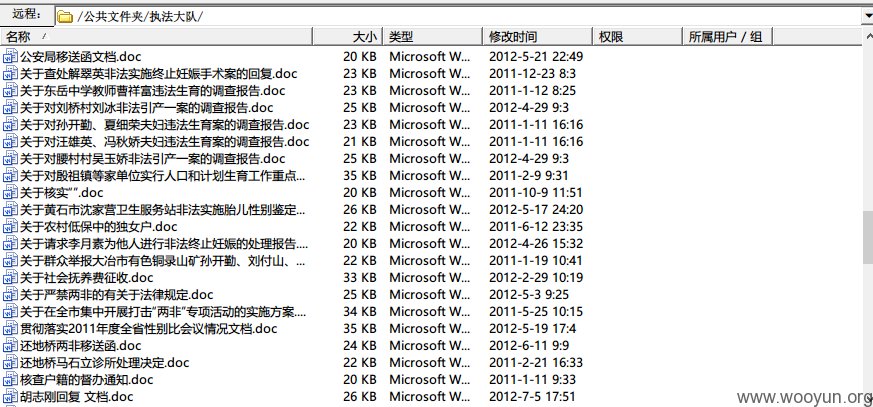 远程: /公共文件夹/执法大队/
名称 大小 类型 修改时间 权限 所属用户 / 组
公安局移送函文档.doc 20 KB Microsoft W... 2012-5-21 22:49
关于查处解翠英非法实施终止妊娠手术案的回复.doc 23 KB Microsoft W... 2011-12-23 8:3
关于东岳中学教师曹祥富违法生育的调查报告.doc 23 KB Microsoft W... 2011-1-12 8:25
关于对刘桥村刘冰非法引产一案的调查报告.doc 25 KB Microsoft W... 2012-4-29 9:3
关于对孙开勤、夏细荣夫妇违法生育案的调查报告.doc 23 KB Microsoft W... 2011-1-11 16:16
关于对汪雄英、冯秋娇夫妇违法生育案的调查报告.doc 21 KB Microsoft W... 2011-1-11 16:16
关于对腰村村吴玉娇非法引产一案的调查报告.doc 25 KB Microsoft W... 2012-4-29 9:3
关于对殷祖镇等家单位实行人口和计划生育工作重点... 35 KB Microsoft W... 2011-2-9 9:31
关于核实“”.doc 20 KB Microsoft W... 2011-10-9 11:51
关于黄石市沈家营卫生服务站非法实施胎儿性别鉴定... 26 KB Microsoft W... 2012-5-17 24:20
关于农村低保中的独女户.doc 22 KB Microsoft W... 2011-6-12 23:35
关于请求李月素为他人进行非法终止妊娠的处理报告.... 20 KB Microsoft W... 2012-4-26 15:32
关于群众举报大冶市有色铜录山矿孙开勤、刘付山、... 22 KB Microsoft W... 2011-1-19 10:41
关于社会抚养费征收.doc 33 KB Microsoft W... 2012-2-29 10:19
关于严禁两非的有关于法律规定.doc 25 KB Microsoft W... 2012-5-3 9:25
关于在全市集中开展打击“两非”专项活动的实施方案.... 34 KB Microsoft W... 2011-5-25 10:15
贯彻落实2011年度全省性别比会议情况文档.doc 35 KB Microsoft W... 2012-5-19 17:4
还地桥两非移送函.doc 24 KB Microsoft W... 2012-6-11 9:9
还地桥马石立诊所处理决定.doc 22 KB Microsoft W... 2011-2-21 16:33
核查户籍的督办通知.doc 20 KB Microsoft W... 2011-1-11 9:33
胡志刚回复 文档.doc 26 KB Microsoft W... 2012-7-5 17:51
www.wooyun.org